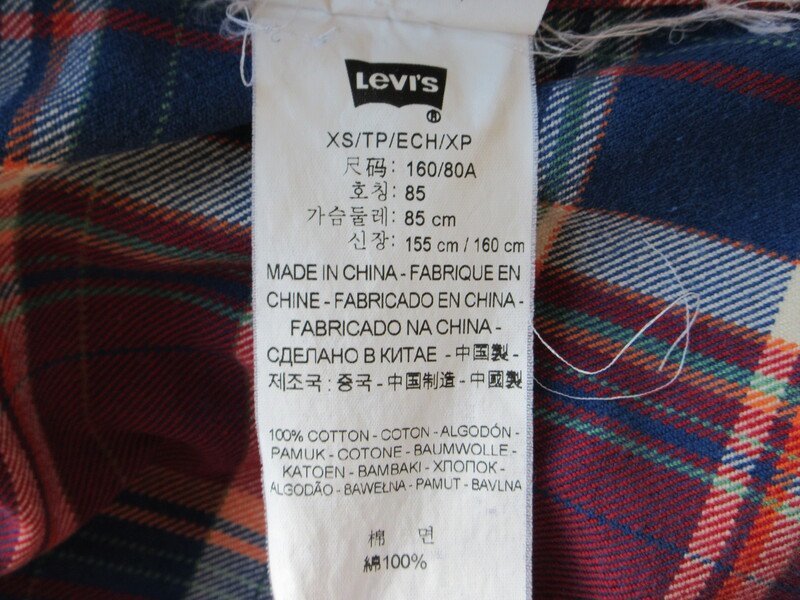 LEVI'S
®
XS/TP/ECH/XP
尺码: 160/80A
호칭: 85
가슴둘레: 85 cm
신장: 155 cm / 160 cm
MADE IN CHINA - FABRIQUE EN
CHINE - FABRICADO EN CHINA -
FABRICADO NA CHINA -
СДЕЛАНО В КИТАЕ - 中国製 -
제조국 : 중국 - 中国制造 - 中國製
100% COTTON - COTON - ALGODÓN -
PAMUK - COTONE - BAUMWOLLE -
KATOEN - BAMBAKI - ХЛОПОК -
ALGODÃO - BAWEŁNA - PAMUT - BAVLNA
棉 면
綿100%